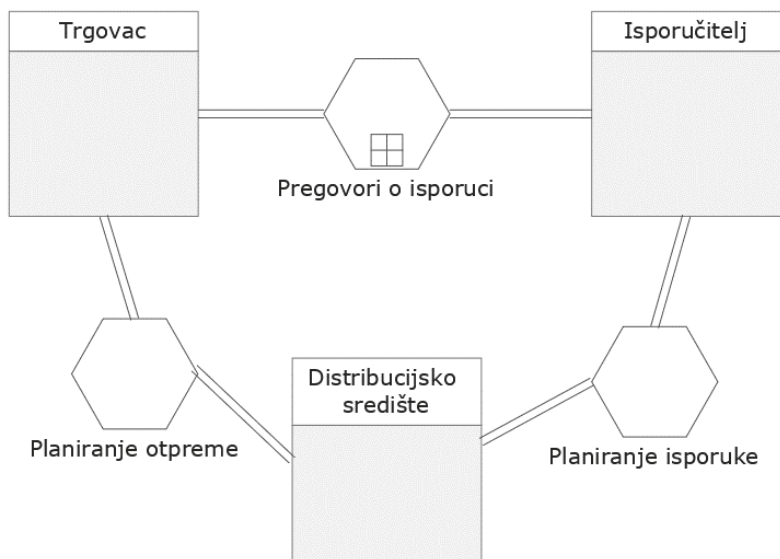 Trgovac
Isporučitelj
Pregovori o isporuci
Distribucijsko
središte
Planiranje otpreme
Planiranje isporuke